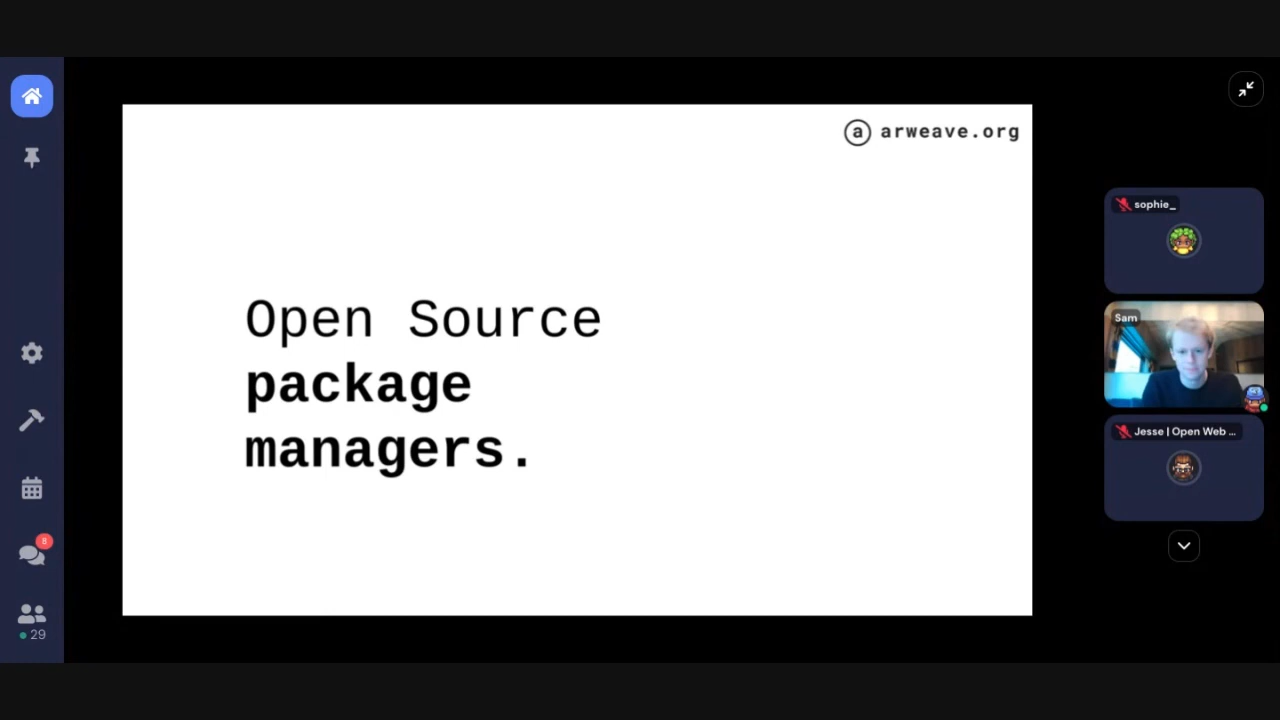 arweave.org
Open Source
package
managers.
sophie_
Sam
Jesse | Open Web ...
8
29